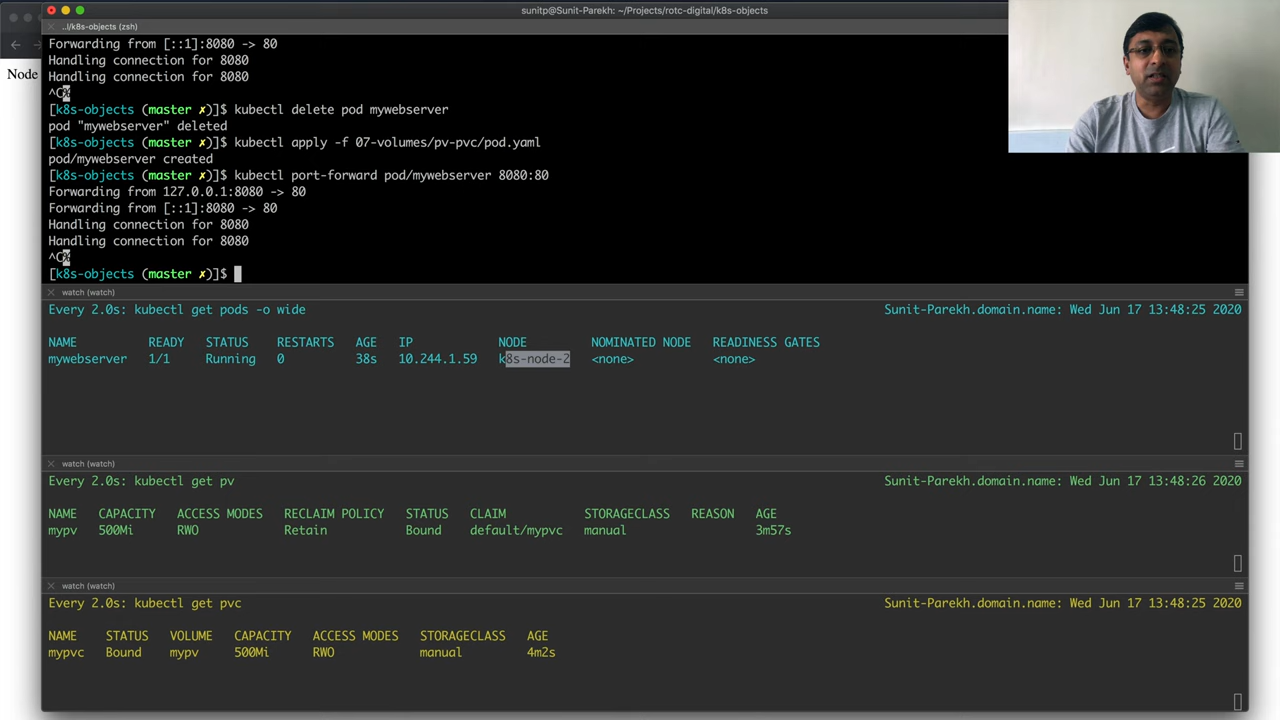 sunitp@Sunit-Parekh: ~/Projects/rotc-digital/k8s-objects
..l/k8s-objects (zsh)
Node
Forwarding from [::1]:8080 -> 80
Handling connection for 8080
Handling connection for 8080
^C%
[k8s-objects (master ✗)]$ kubectl delete pod mywebserver
pod "mywebserver" deleted
[k8s-objects (master ✗)]$ kubectl apply -f 07-volumes/pv-pvc/pod.yaml
pod/mywebserver created
[k8s-objects (master ✗)]$ kubectl port-forward pod/mywebserver 8080:80
Forwarding from 127.0.0.1:8080 -> 80
Forwarding from [::1]:8080 -> 80
Handling connection for 8080
Handling connection for 8080
^C%
[k8s-objects (master ✗)]$
watch (watch)
Every 2.0s: kubectl get pods -o wide Sunit-Parekh.domain.name: Wed Jun 17 13:48:25 2020
NAME READY STATUS RESTARTS AGE IP NODE NOMINATED NODE READINESS GATES
mywebserver 1/1 Running 0 38s 10.244.1.59 k8s-node-2 <none> <none>
watch (watch)
Every 2.0s: kubectl get pv Sunit-Parekh.domain.name: Wed Jun 17 13:48:26 2020
NAME CAPACITY ACCESS MODES RECLAIM POLICY STATUS CLAIM STORAGECLASS REASON AGE
mypv 500Mi RWO Retain Bound default/mypvc manual 3m57s
watch (watch)
Every 2.0s: kubectl get pvc Sunit-Parekh.domain.name: Wed Jun 17 13:48:25 2020
NAME STATUS VOLUME CAPACITY ACCESS MODES STORAGECLASS AGE
mypvc Bound mypv 500Mi RWO manual 4m2s